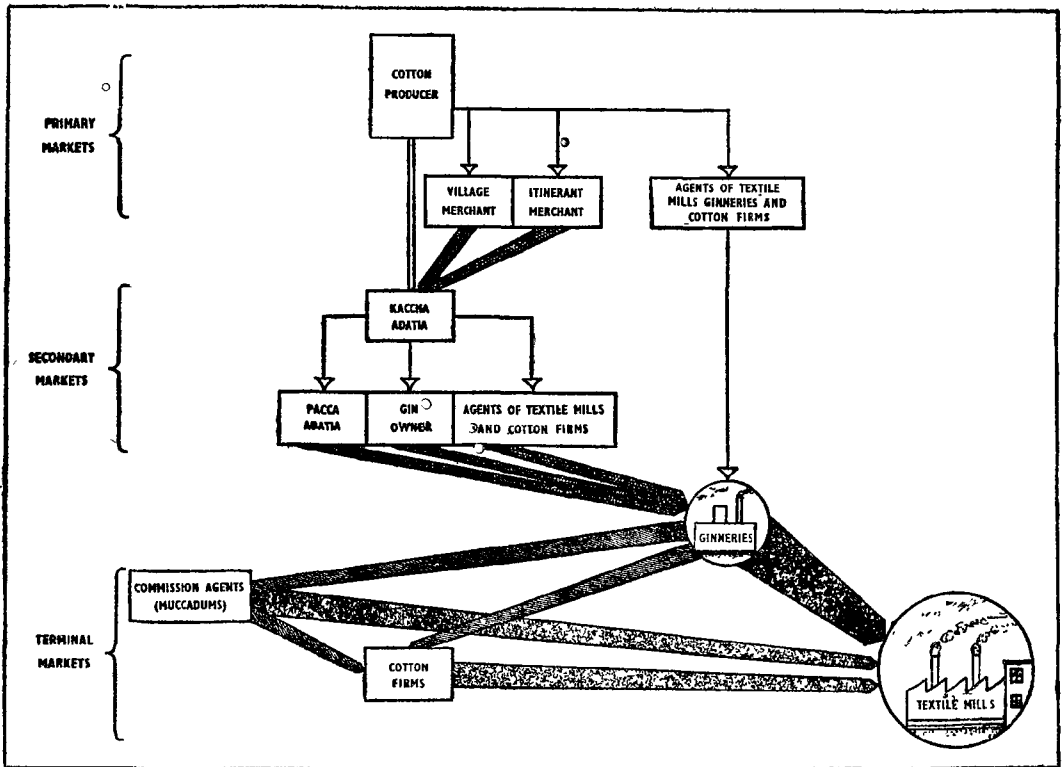 COTTON
PRODUCER
PRIMARY
MARKETS
VILLAGE
MERCHANT
ITINERANT
MERCHANT
AGENTS OF TEXTILE
MILLS GINNERIES AND
COTTON FIRMS
KACCHA
ADATIA
SECONDARY
MARKETS
PACCA
ADATIA
GIN
OWNER
AGENTS OF TEXTILE MILLS
AND COTTON FIRMS
GINNERIES
COMMISSION AGENTS
(MUCCADUMS)
TERMINAL
MARKETS
COTTON
FIRMS
TEXTILE MILLS